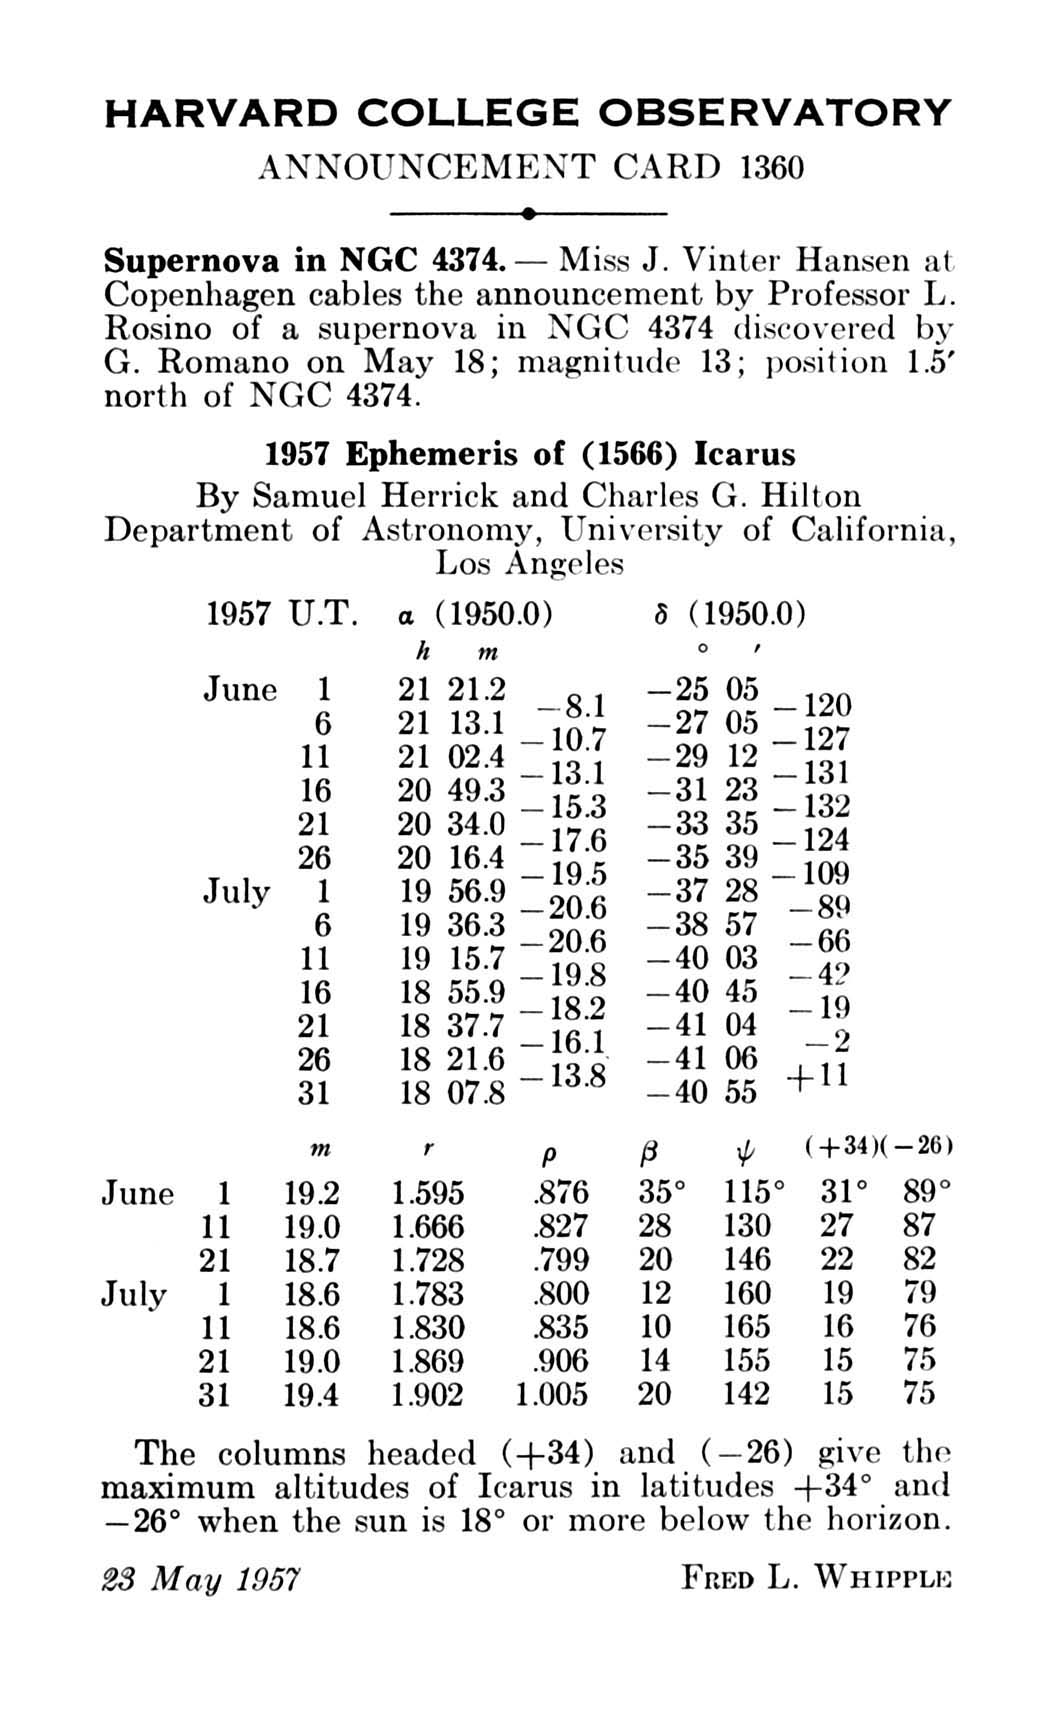 HARVARD COLLEGE OBSERVATORY
ANNOUNCEMENT CARD 1360
Supernova in NGC 4374. — Miss J. Vinter Hansen at
Copenhagen cables the announcement by Professor L.
Rosino of a supernova in NGC 4374 discovered by
G. Romano on May 18; magnitude 13; position 1.5′
north of NGC 4374.
1957 Ephemeris of (1566) Icarus
By Samuel Herrick and Charles G. Hilton
Department of Astronomy, University of California,
Los Angeles
1957 U.T. α (1950.0) δ (1950.0)
h m ° ′
June 1 21 21.2 −25 05
−8.1 −120
6 21 13.1 −27 05
−10.7 −127
11 21 02.4 −29 12
−13.1 −131
16 20 49.3 −31 23
−15.3 −132
21 20 34.0 −33 35
−17.6 −124
26 20 16.4 −35 39
−19.5 −109
July 1 19 56.9 −37 28
−20.6 −89
6 19 36.3 −38 57
−20.6 −66
11 19 15.7 −40 03
−19.8 −42
16 18 55.9 −40 45
−18.2 −19
21 18 37.7 −41 04
−16.1 −2
26 18 21.6 −41 06
−13.8 +11
31 18 07.8 −40 55
m r ρ β ψ (+34)(−26)
June 1 19.2 1.595 .876 35° 115° 31° 89°
11 19.0 1.666 .827 28 130 27 87
21 18.7 1.728 .799 20 146 22 82
July 1 18.6 1.783 .800 12 160 19 79
11 18.6 1.830 .835 10 165 16 76
21 19.0 1.869 .906 14 155 15 75
31 19.4 1.902 1.005 20 142 15 75
The columns headed (+34) and (−26) give the
maximum altitudes of Icarus in latitudes +34° and
−26° when the sun is 18° or more below the horizon.
23 May 1957 FRED L. WHIPPLE